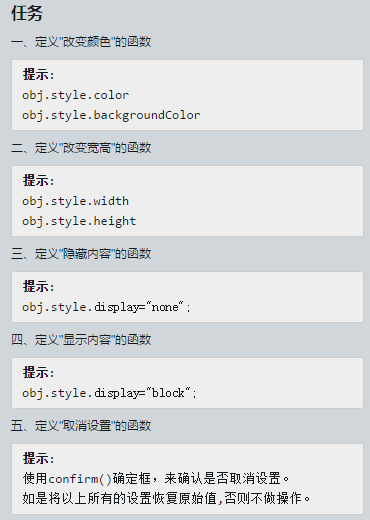 任务
一、定义"改变颜色"的函数
提示:
obj.style.color
obj.style.backgroundColor
二、定义"改变宽高"的函数
提示:
obj.style.width
obj.style.height
三、定义"隐藏内容"的函数
提示:
obj.style.display="none";
四、定义"显示内容"的函数
提示:
obj.style.display="block";
五、定义"取消设置"的函数
提示:
使用confirm()确定框，来确认是否取消设置。
如是将以上所有的设置恢复原始值,否则不做操作。